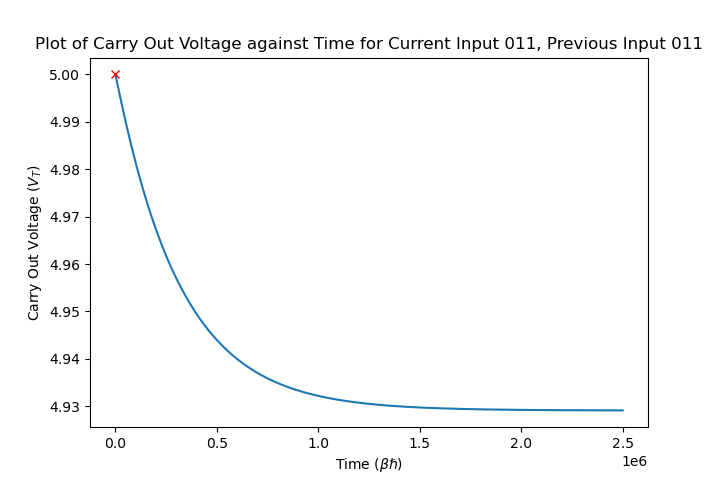 Plot of Carry Out Voltage against Time for Current Input 011, Previous Input 011
Carry Out Voltage (V_T)
5.00
4.99
4.98
4.97
4.96
4.95
4.94
4.93
0.0 0.5 1.0 1.5 2.0 2.5
1e6
Time (βħ)